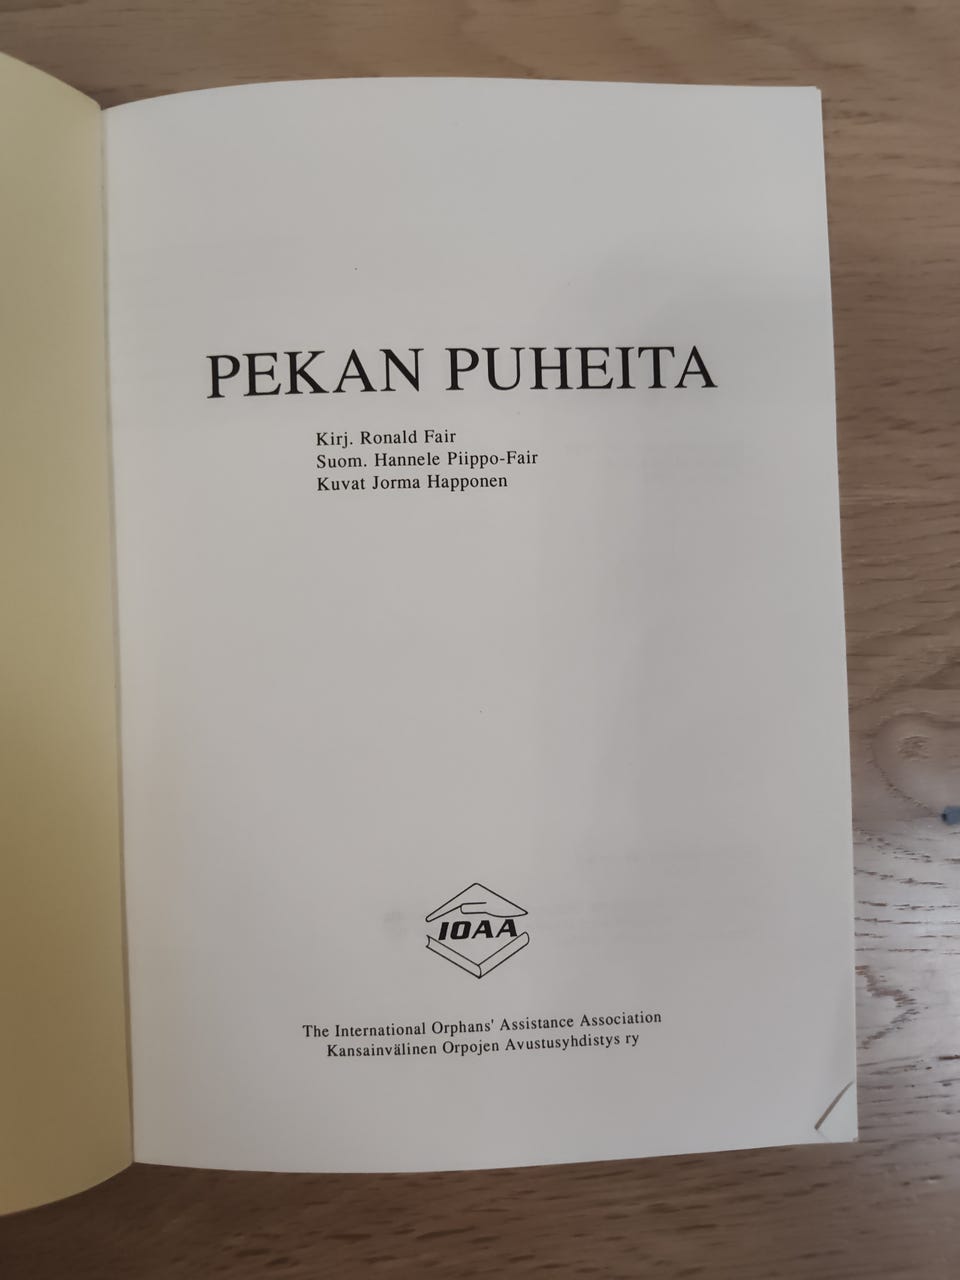 PEKAN PUHEITA
Kirj. Ronald Fair
Suom. Hannele Piippo-Fair
Kuvat Jorma Happonen
IOAA
The International Orphans' Assistance Association
Kansainvälinen Orpojen Avustusyhdistys ry